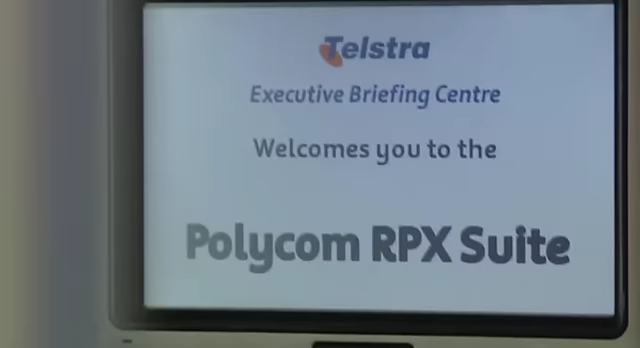 Telstra
Executive Briefing Centre
Welcomes you to the
Polycom RPX Suite